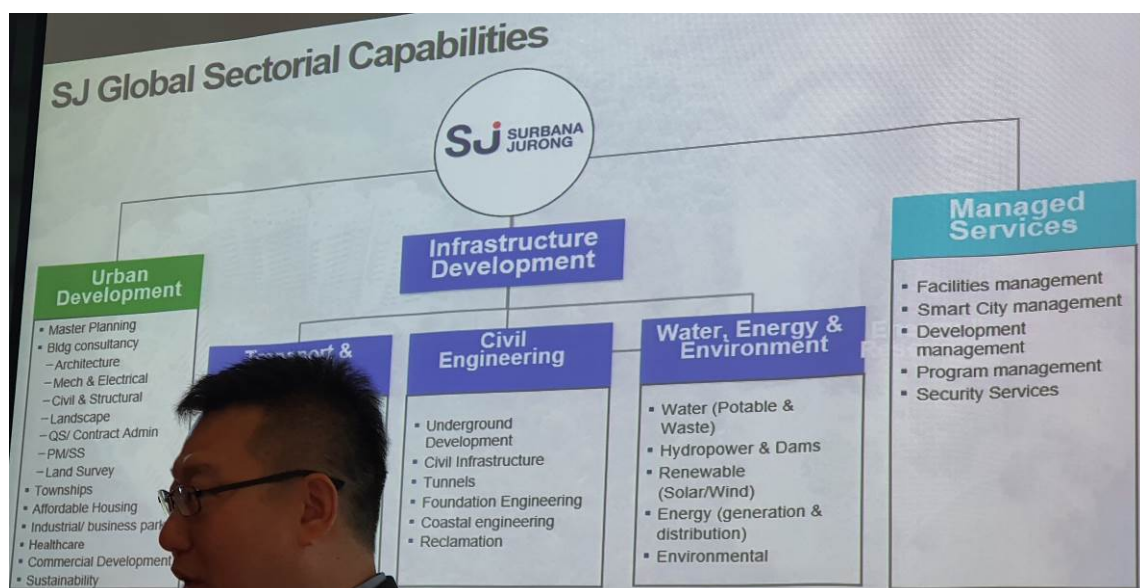 SJ Global Sectorial Capabilities
SJ SURBANA
JURONG
Urban
Development
▪ Master Planning
▪ Bldg consultancy
– Architecture
– Mech & Electrical
– Civil & Structural
– Landscape
– QS/ Contract Admin
– PM/SS
– Land Survey
▪ Townships
▪ Affordable Housing
▪ Industrial/ business park
▪ Healthcare
▪ Commercial Development
▪ Sustainability
Infrastructure
Development
Transport &
Civil
Engineering
▪ Underground
Development
▪ Civil Infrastructure
▪ Tunnels
▪ Foundation Engineering
▪ Coastal engineering
▪ Reclamation
Water, Energy &
Environment
▪ Water (Potable &
Waste)
▪ Hydropower & Dams
▪ Renewable
(Solar/Wind)
▪ Energy (generation &
distribution)
▪ Environmental
Managed
Services
▪ Facilities management
▪ Smart City management
▪ Development
management
▪ Program management
▪ Security Services